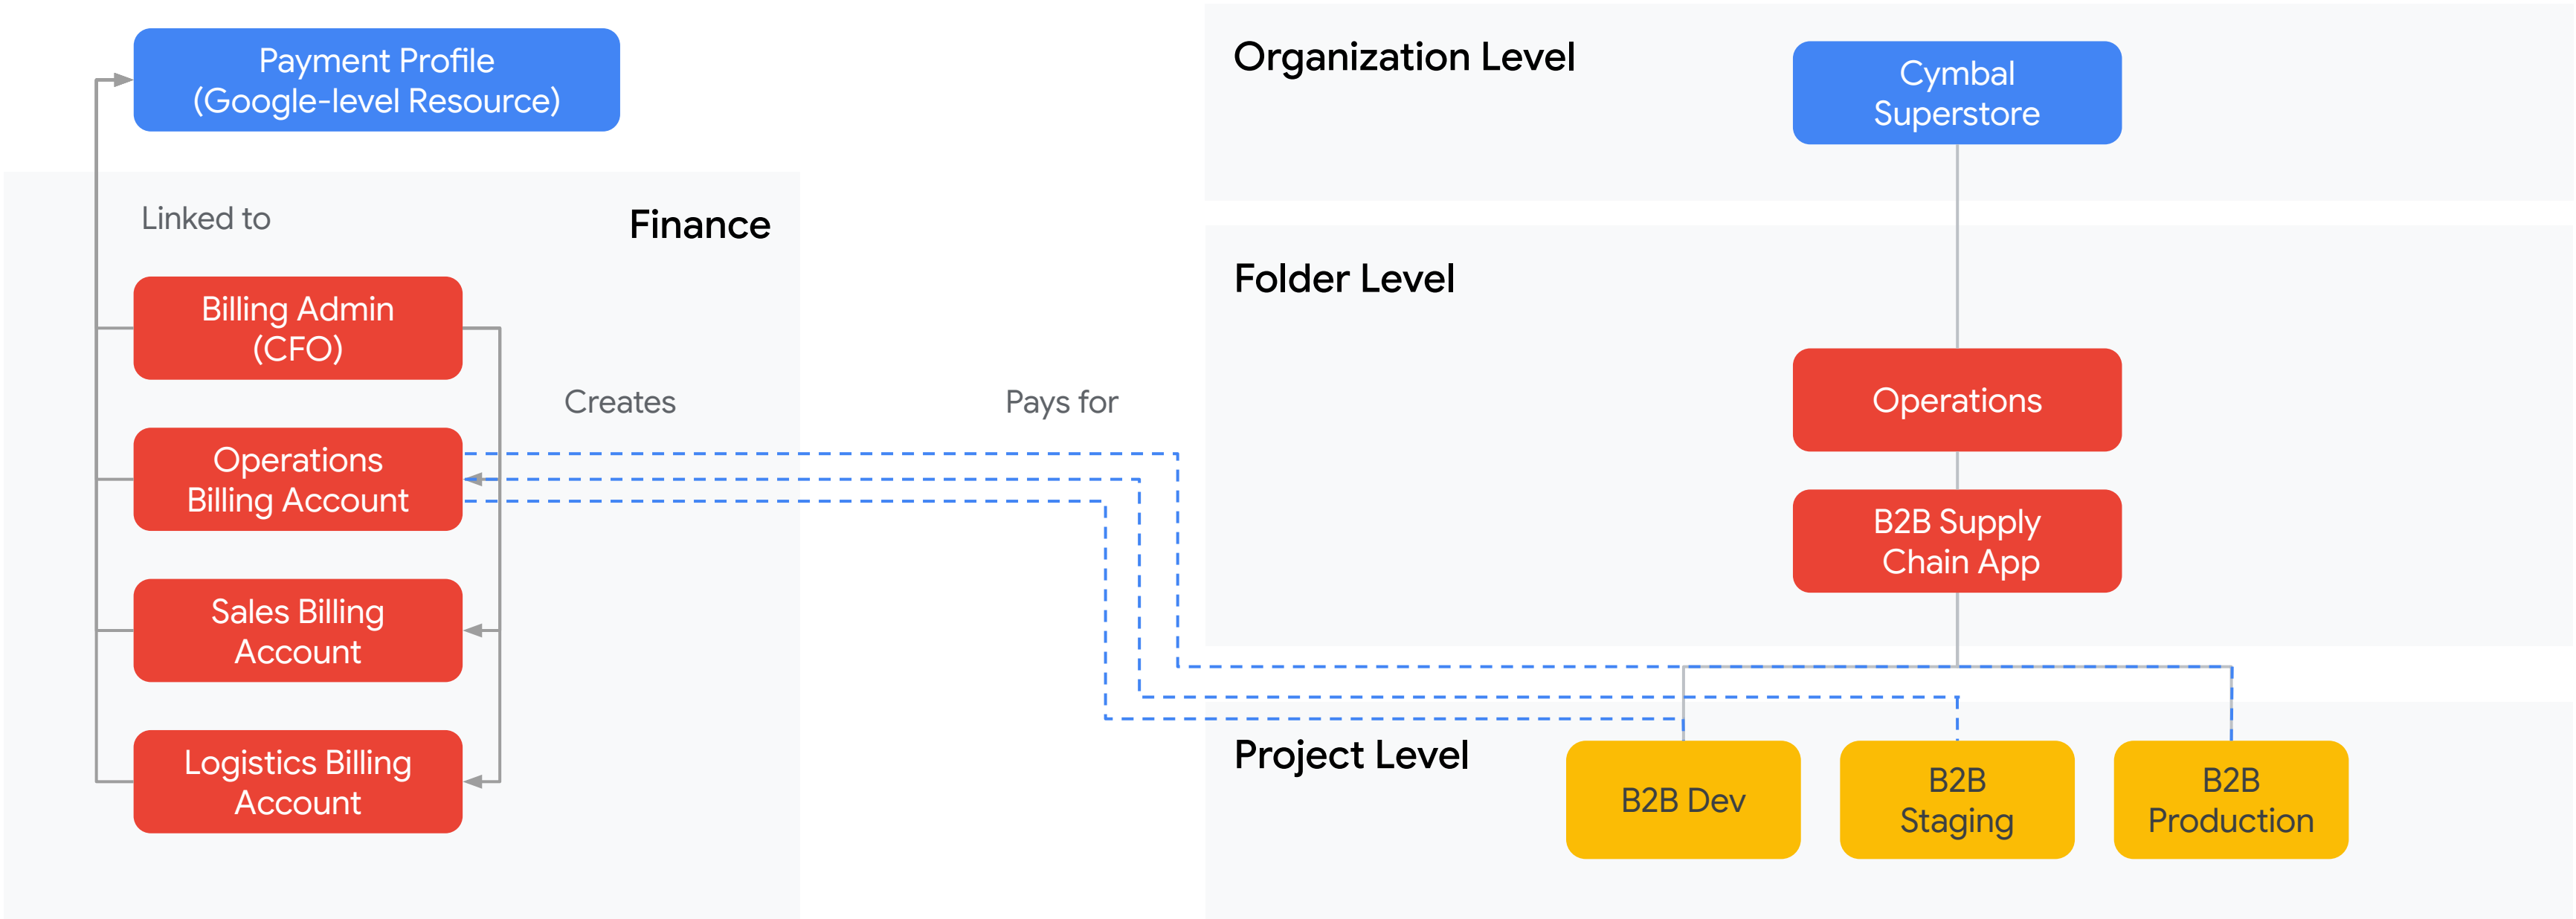 Payment Profile
(Google-level Resource)
Linked to
Finance
Billing Admin
(CFO)
Creates
Operations
Billing Account
Sales Billing
Account
Logistics Billing
Account
Pays for
Organization Level
Cymbal
Superstore
Folder Level
Operations
B2B Supply
Chain App
Project Level
B2B Dev
B2B
Staging
B2B
Production